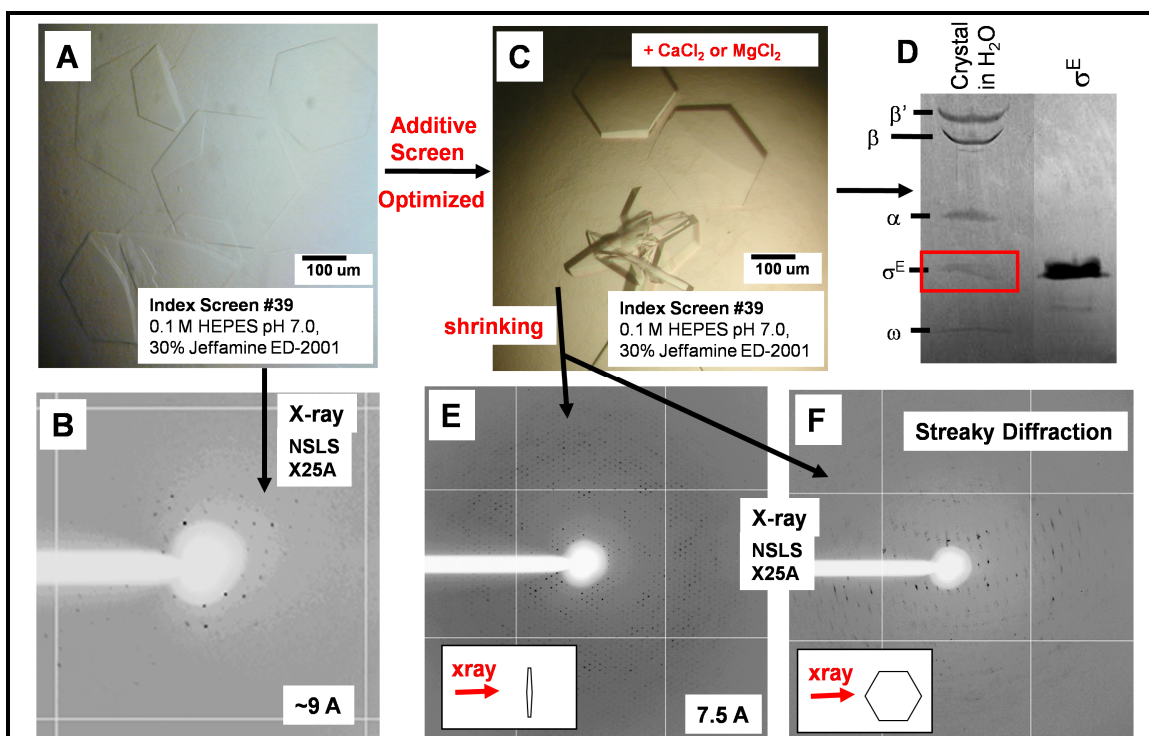 A
100 um
Index Screen #39
0.1 M HEPES pH 7.0,
30% Jeffamine ED-2001
Additive
Screen
Optimized
C
+ CaCl₂ or MgCl₂
100 um
Index Screen #39
0.1 M HEPES pH 7.0,
30% Jeffamine ED-2001
shrinking
D
Crystal
in H₂O
σᴱ
β'
β
α
σᴱ
ω
B
X-ray
NSLS
X25A
~9 A
E
xray
7.5 A
X-ray
NSLS
X25A
F
Streaky Diffraction
xray